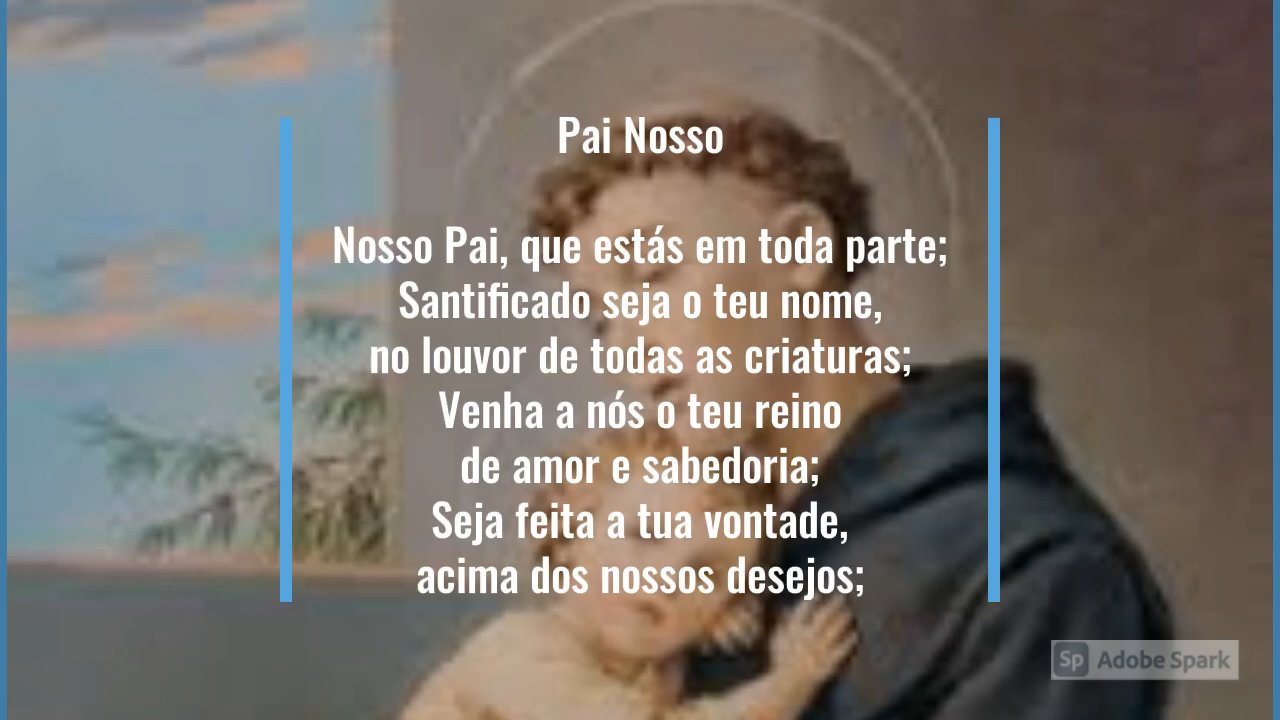 Pai Nosso
Nosso Pai, que estás em toda parte;
Santificado seja o teu nome,
no louvor de todas as criaturas;
Venha a nós o teu reino
de amor e sabedoria;
Seja feita a tua vontade,
acima dos nossos desejos;
Sp Adobe Spark